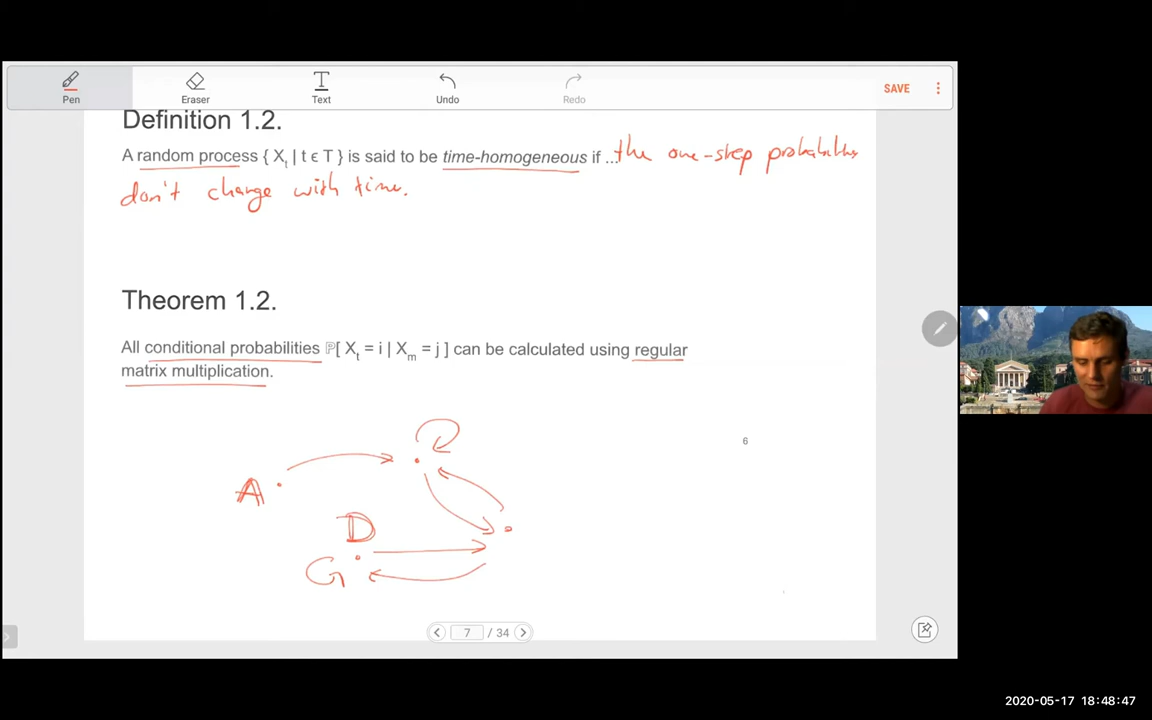 Pen
Eraser
Text
Undo
Redo
SAVE
Definition 1.2.
A random process { Xt | t ϵ T } is said to be time-homogeneous if ... the one-step probabilities
don't change with time.
Theorem 1.2.
All conditional probabilities ℙ[ Xt = i | Xm = j ] can be calculated using regular
matrix multiplication.
6
A
D
G
7 / 34
2020-05-17 18:48:47